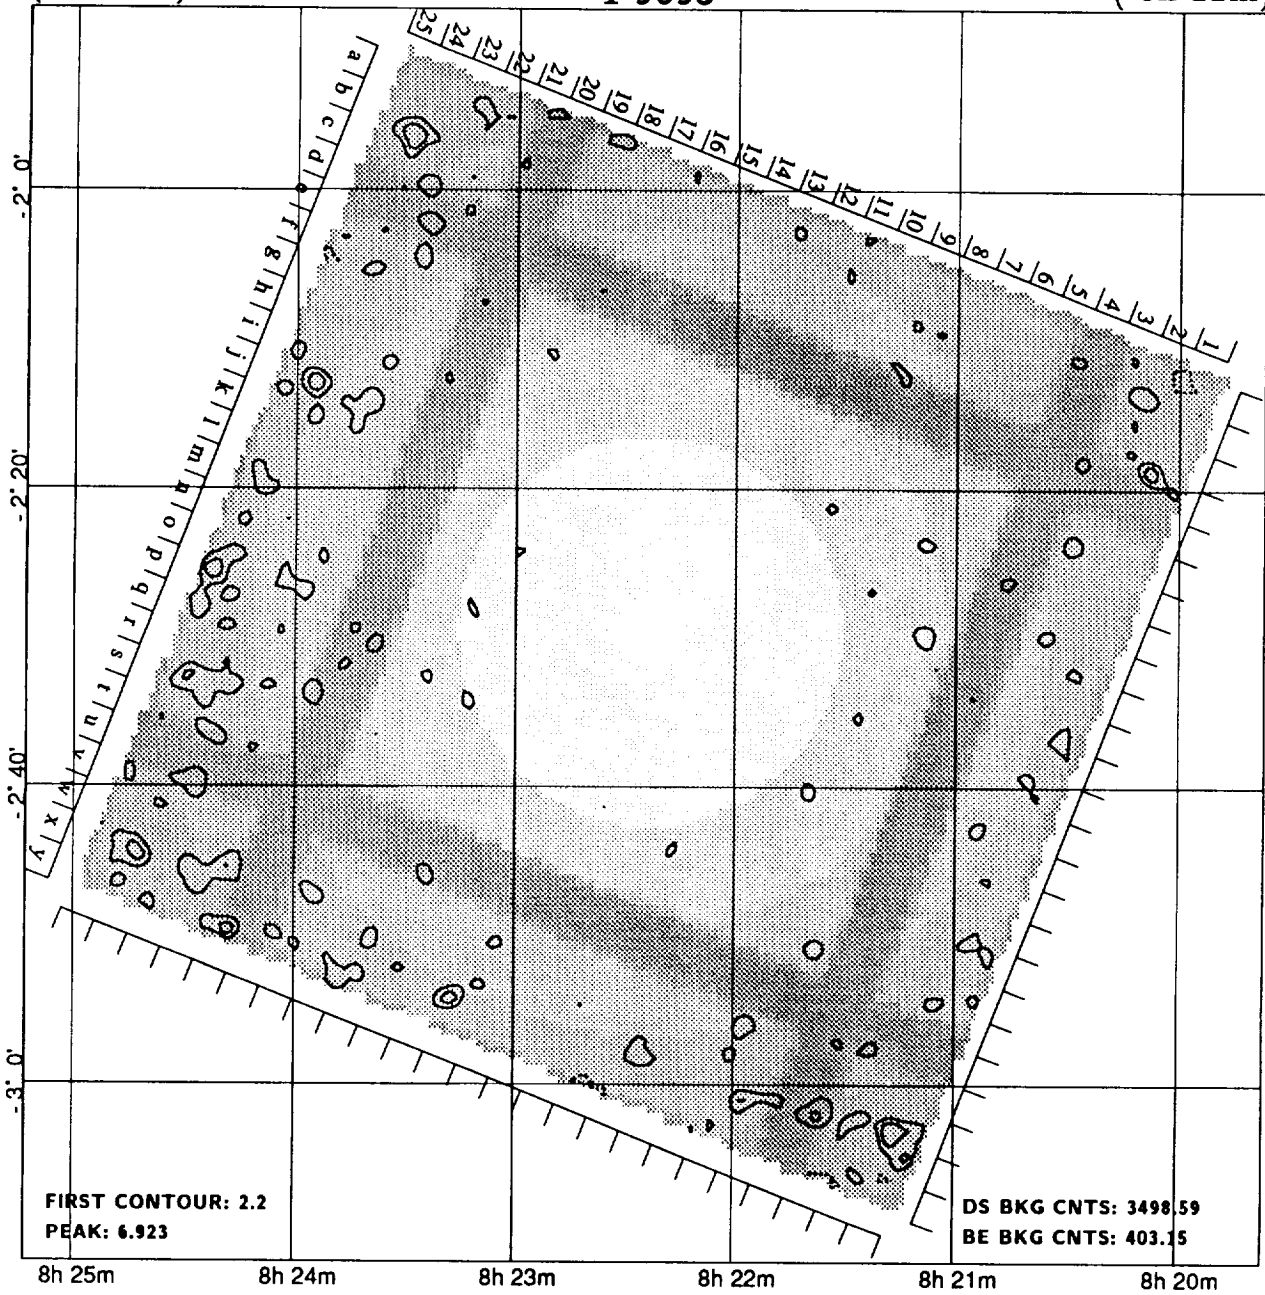 I 5098
25 24 23 22 21 20 19 18 17 16 15 14 13 12 11 10 9 8 7 6 5 4 3 2 1
a b c d e f g h i j k l m n o p q r s t u v w x y
-2° 0'
-2° 20'
-2° 40'
-3° 0'
FIRST CONTOUR: 2.2
PEAK: 6.923
DS BKG CNTS: 3498.59
BE BKG CNTS: 403.15
8h 25m 8h 24m 8h 23m 8h 22m 8h 21m 8h 20m